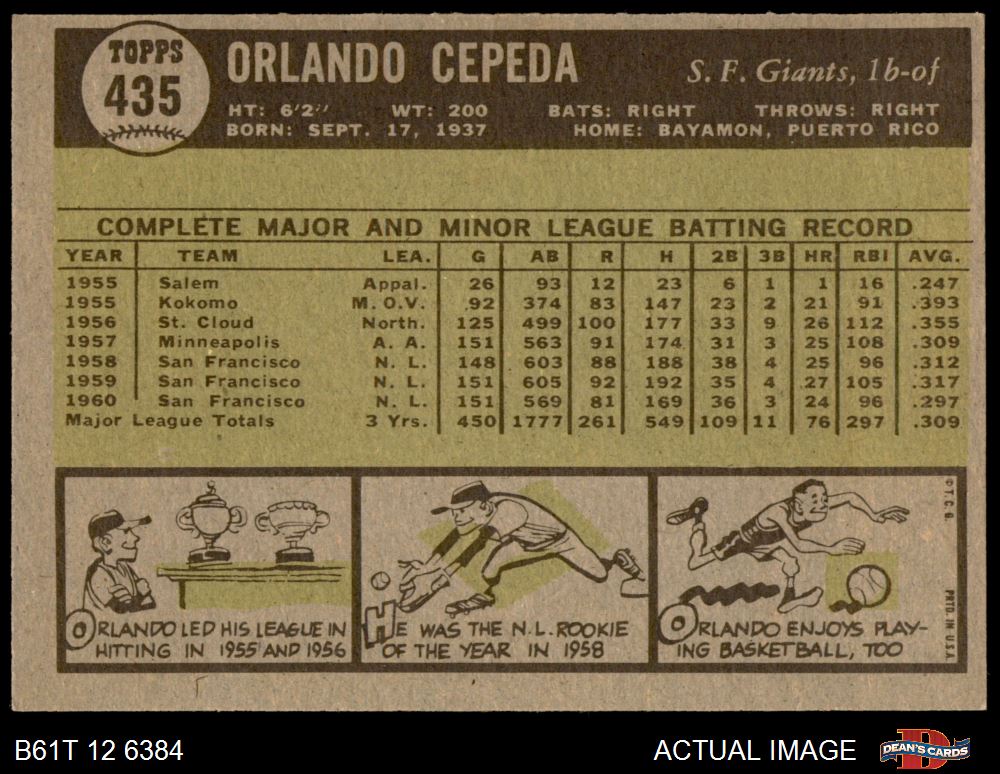 TOPPS
435
ORLANDO CEPEDA
S. F. Giants, 1b-of
HT: 6'2" WT: 200 BATS: RIGHT THROWS: RIGHT
BORN: SEPT. 17, 1937 HOME: BAYAMON, PUERTO RICO
COMPLETE MAJOR AND MINOR LEAGUE BATTING RECORD
YEAR TEAM LEA. G AB R H 2B 3B HR RBI AVG.
1955 Salem Appal. 26 93 12 23 6 1 1 16 .247
1955 Kokomo M. O. V. 92 374 83 147 23 2 21 91 .393
1956 St. Cloud North. 125 499 100 177 33 9 26 112 .355
1957 Minneapolis A. A. 151 563 91 174 31 3 25 108 .309
1958 San Francisco N. L. 148 603 88 188 38 4 25 96 .312
1959 San Francisco N. L. 151 605 92 192 35 4 27 105 .317
1960 San Francisco N. L. 151 569 81 169 36 3 24 96 .297
Major League Totals 3 Yrs. 450 1777 261 549 109 11 76 297 .309
ORLANDO LED HIS LEAGUE IN
HITTING IN 1955 AND 1956
HE WAS THE N.L. ROOKIE
OF THE YEAR IN 1958
ORLANDO ENJOYS PLAY-
ING BASKETBALL, TOO
© T. C. G.
PRTD. IN U.S.A.
B61T 12 6384
ACTUAL IMAGE
DEAN'S CARDS